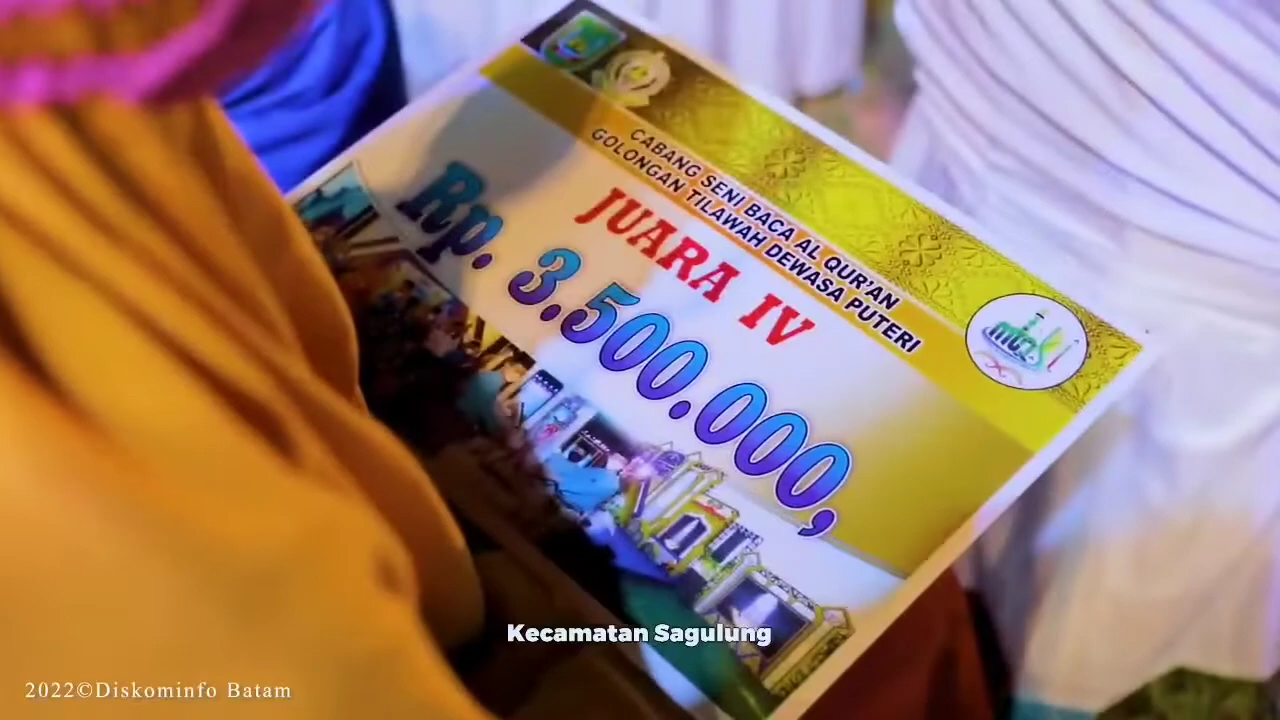 CABANG SENI BACA AL QUR'AN
GOLONGAN TILAWAH DEWASA PUTERI
JUARA IV
Rp. 3.500.000,
Kecamatan Sagulung
2022©Diskominfo Batam